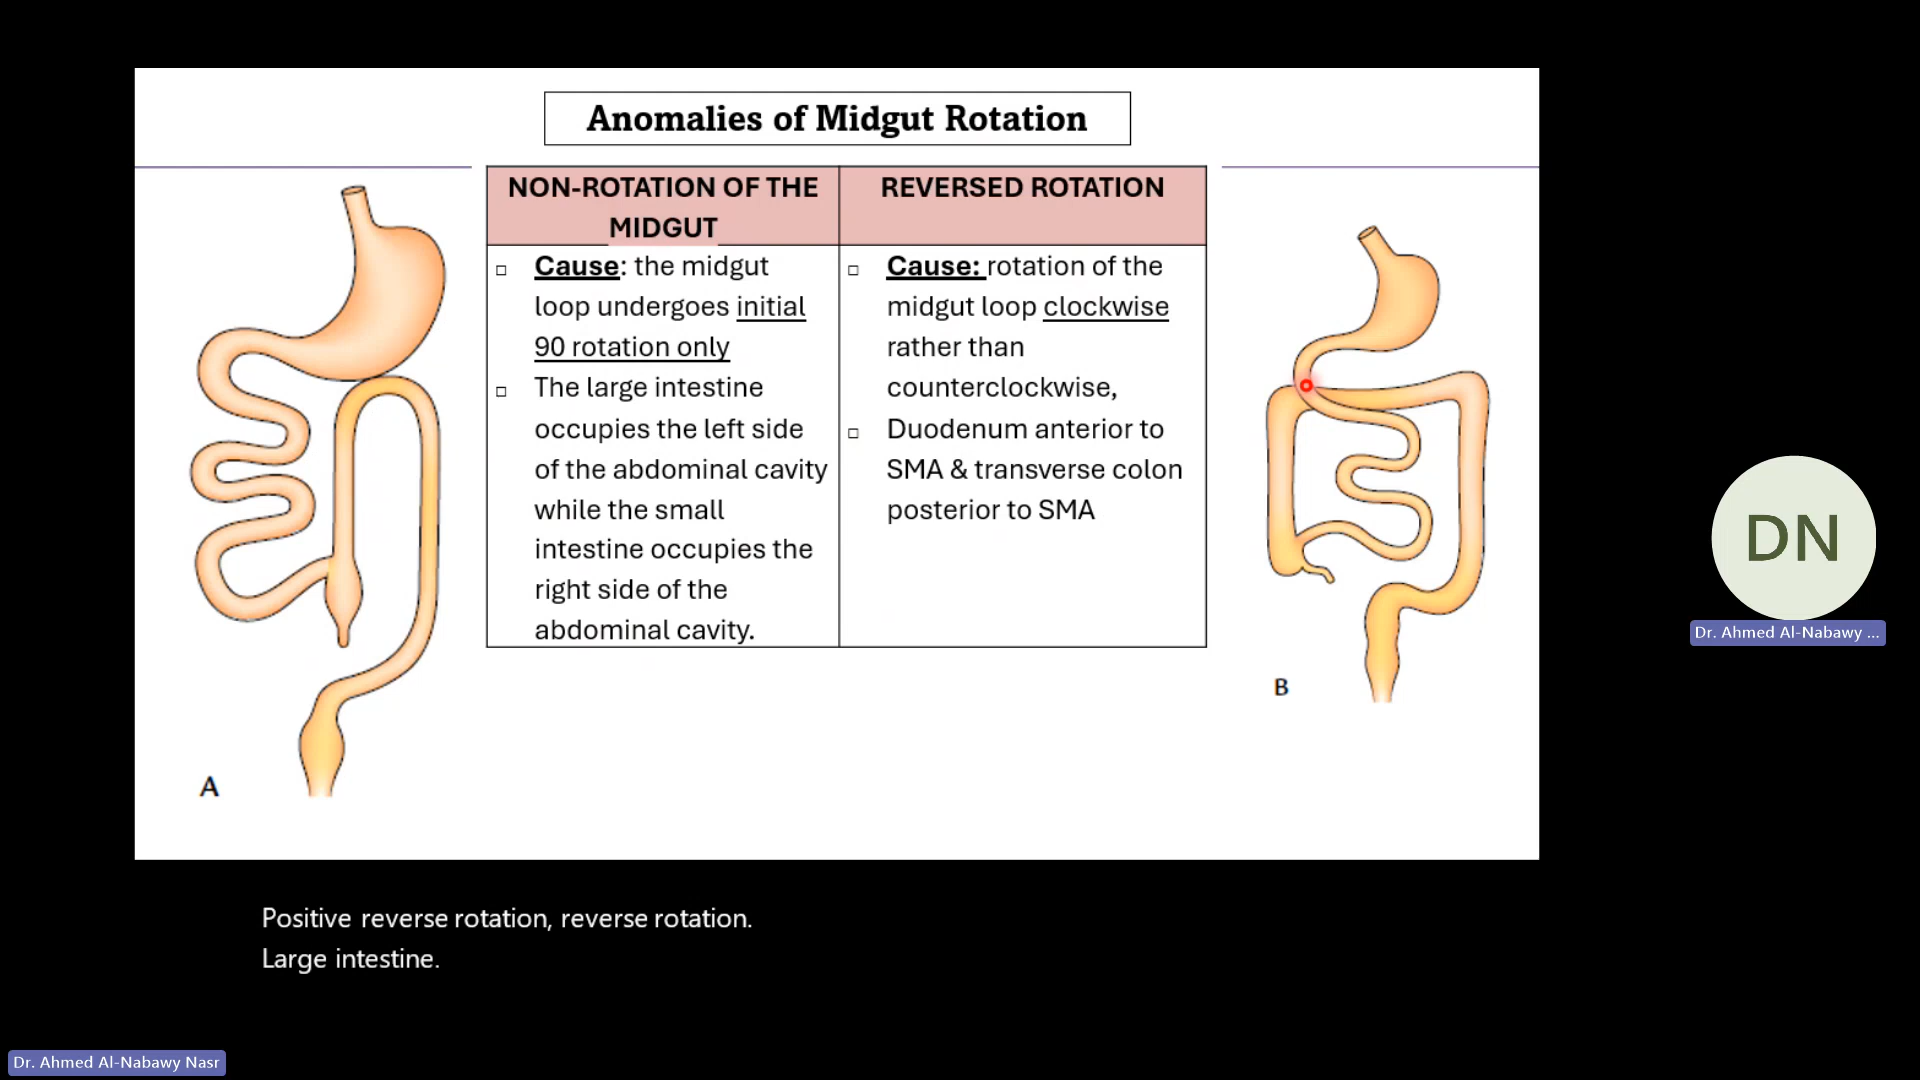 Anomalies of Midgut Rotation
NON-ROTATION OF THE
MIDGUT
Cause: the midgut
loop undergoes initial
90 rotation only
The large intestine
occupies the left side
of the abdominal cavity
while the small
intestine occupies the
right side of the
abdominal cavity.
REVERSED ROTATION
Cause: rotation of the
midgut loop clockwise
rather than
counterclockwise,
Duodenum anterior to
SMA & transverse colon
posterior to SMA
A
B
DN
Dr. Ahmed Al-Nabawy ...
Positive reverse rotation, reverse rotation.
Large intestine.
Dr. Ahmed Al-Nabawy Nasr